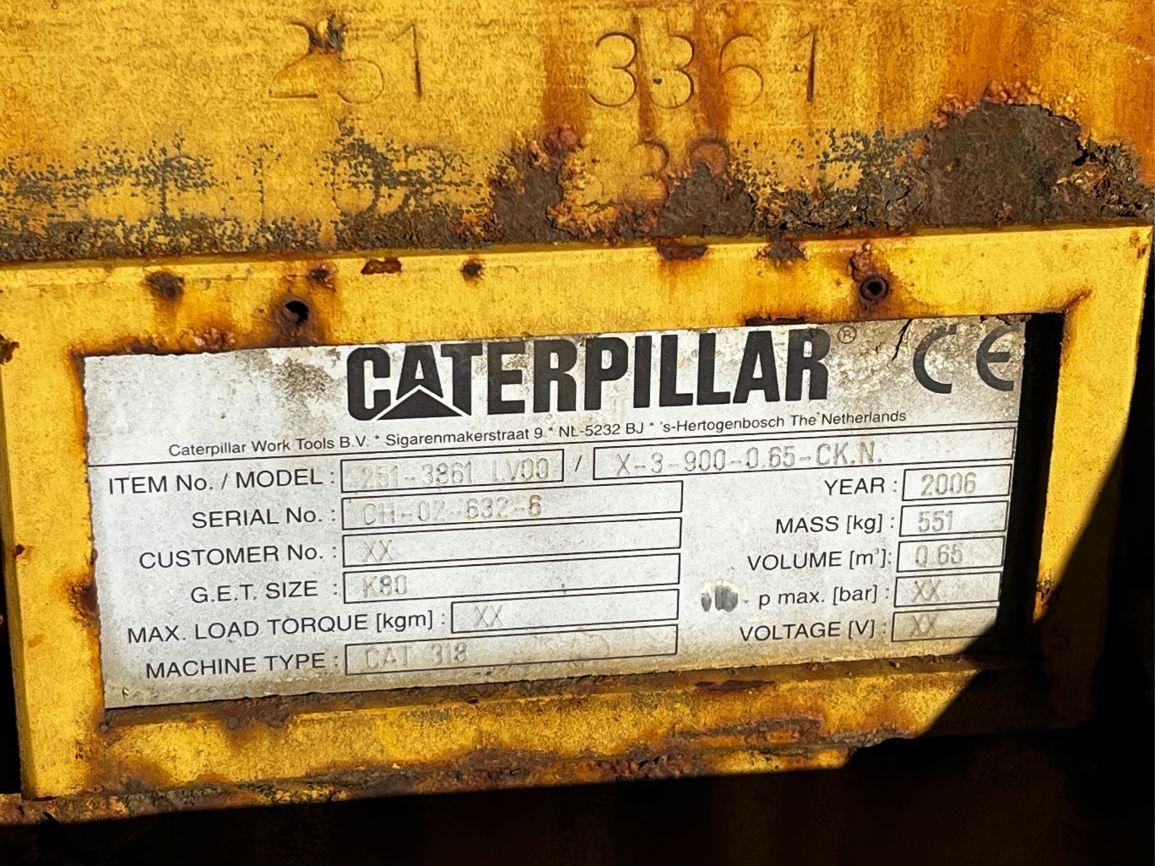 251 3361
CATERPILLAR® CE
Caterpillar Work Tools B.V. * Sigarenmakerstraat 9 * NL-5232 BJ * 's-Hertogenbosch The Netherlands
ITEM No. / MODEL : 251-3861 LV00 / X-3-900-0.65-CK.N.
SERIAL No. : CH-02-632-6
CUSTOMER No. : XX
G.E.T. SIZE : K80
MAX. LOAD TORQUE [kgm] : XX
MACHINE TYPE : CAT 318
YEAR : 2006
MASS [kg] : 551
VOLUME [m³]: 0.65
p max. [bar] : XX
VOLTAGE [V] : XX